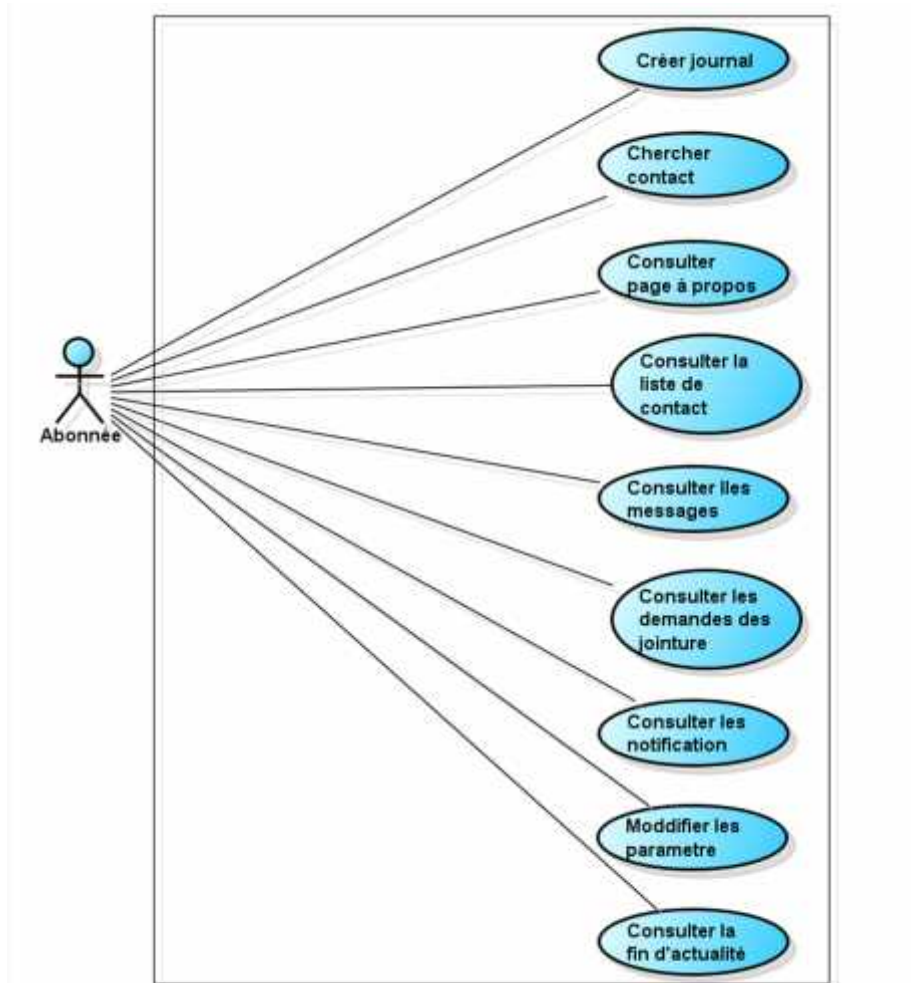 Créer journal
Chercher
contact
Consulter
page à propos
Consulter la
liste de
contact
Abonnée
Consulter lles
messages
Consulter les
demandes des
jointure
Consulter les
notification
Moddifier les
parametre
Consulter la
fin d'actualité